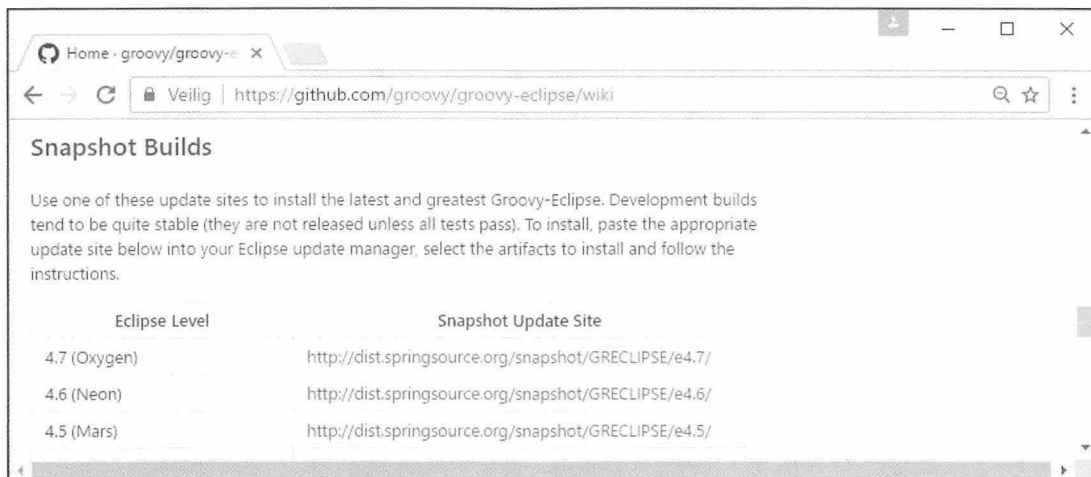 Home · groovy/groovy-e
Veilig | https://github.com/groovy/groovy-eclipse/wiki
Snapshot Builds
Use one of these update sites to install the latest and greatest Groovy-Eclipse. Development builds
tend to be quite stable (they are not released unless all tests pass). To install, paste the appropriate
update site below into your Eclipse update manager, select the artifacts to install and follow the
instructions.
Eclipse Level Snapshot Update Site
4.7 (Oxygen) http://dist.springsource.org/snapshot/GRECLIPSE/e4.7/
4.6 (Neon) http://dist.springsource.org/snapshot/GRECLIPSE/e4.6/
4.5 (Mars) http://dist.springsource.org/snapshot/GRECLIPSE/e4.5/